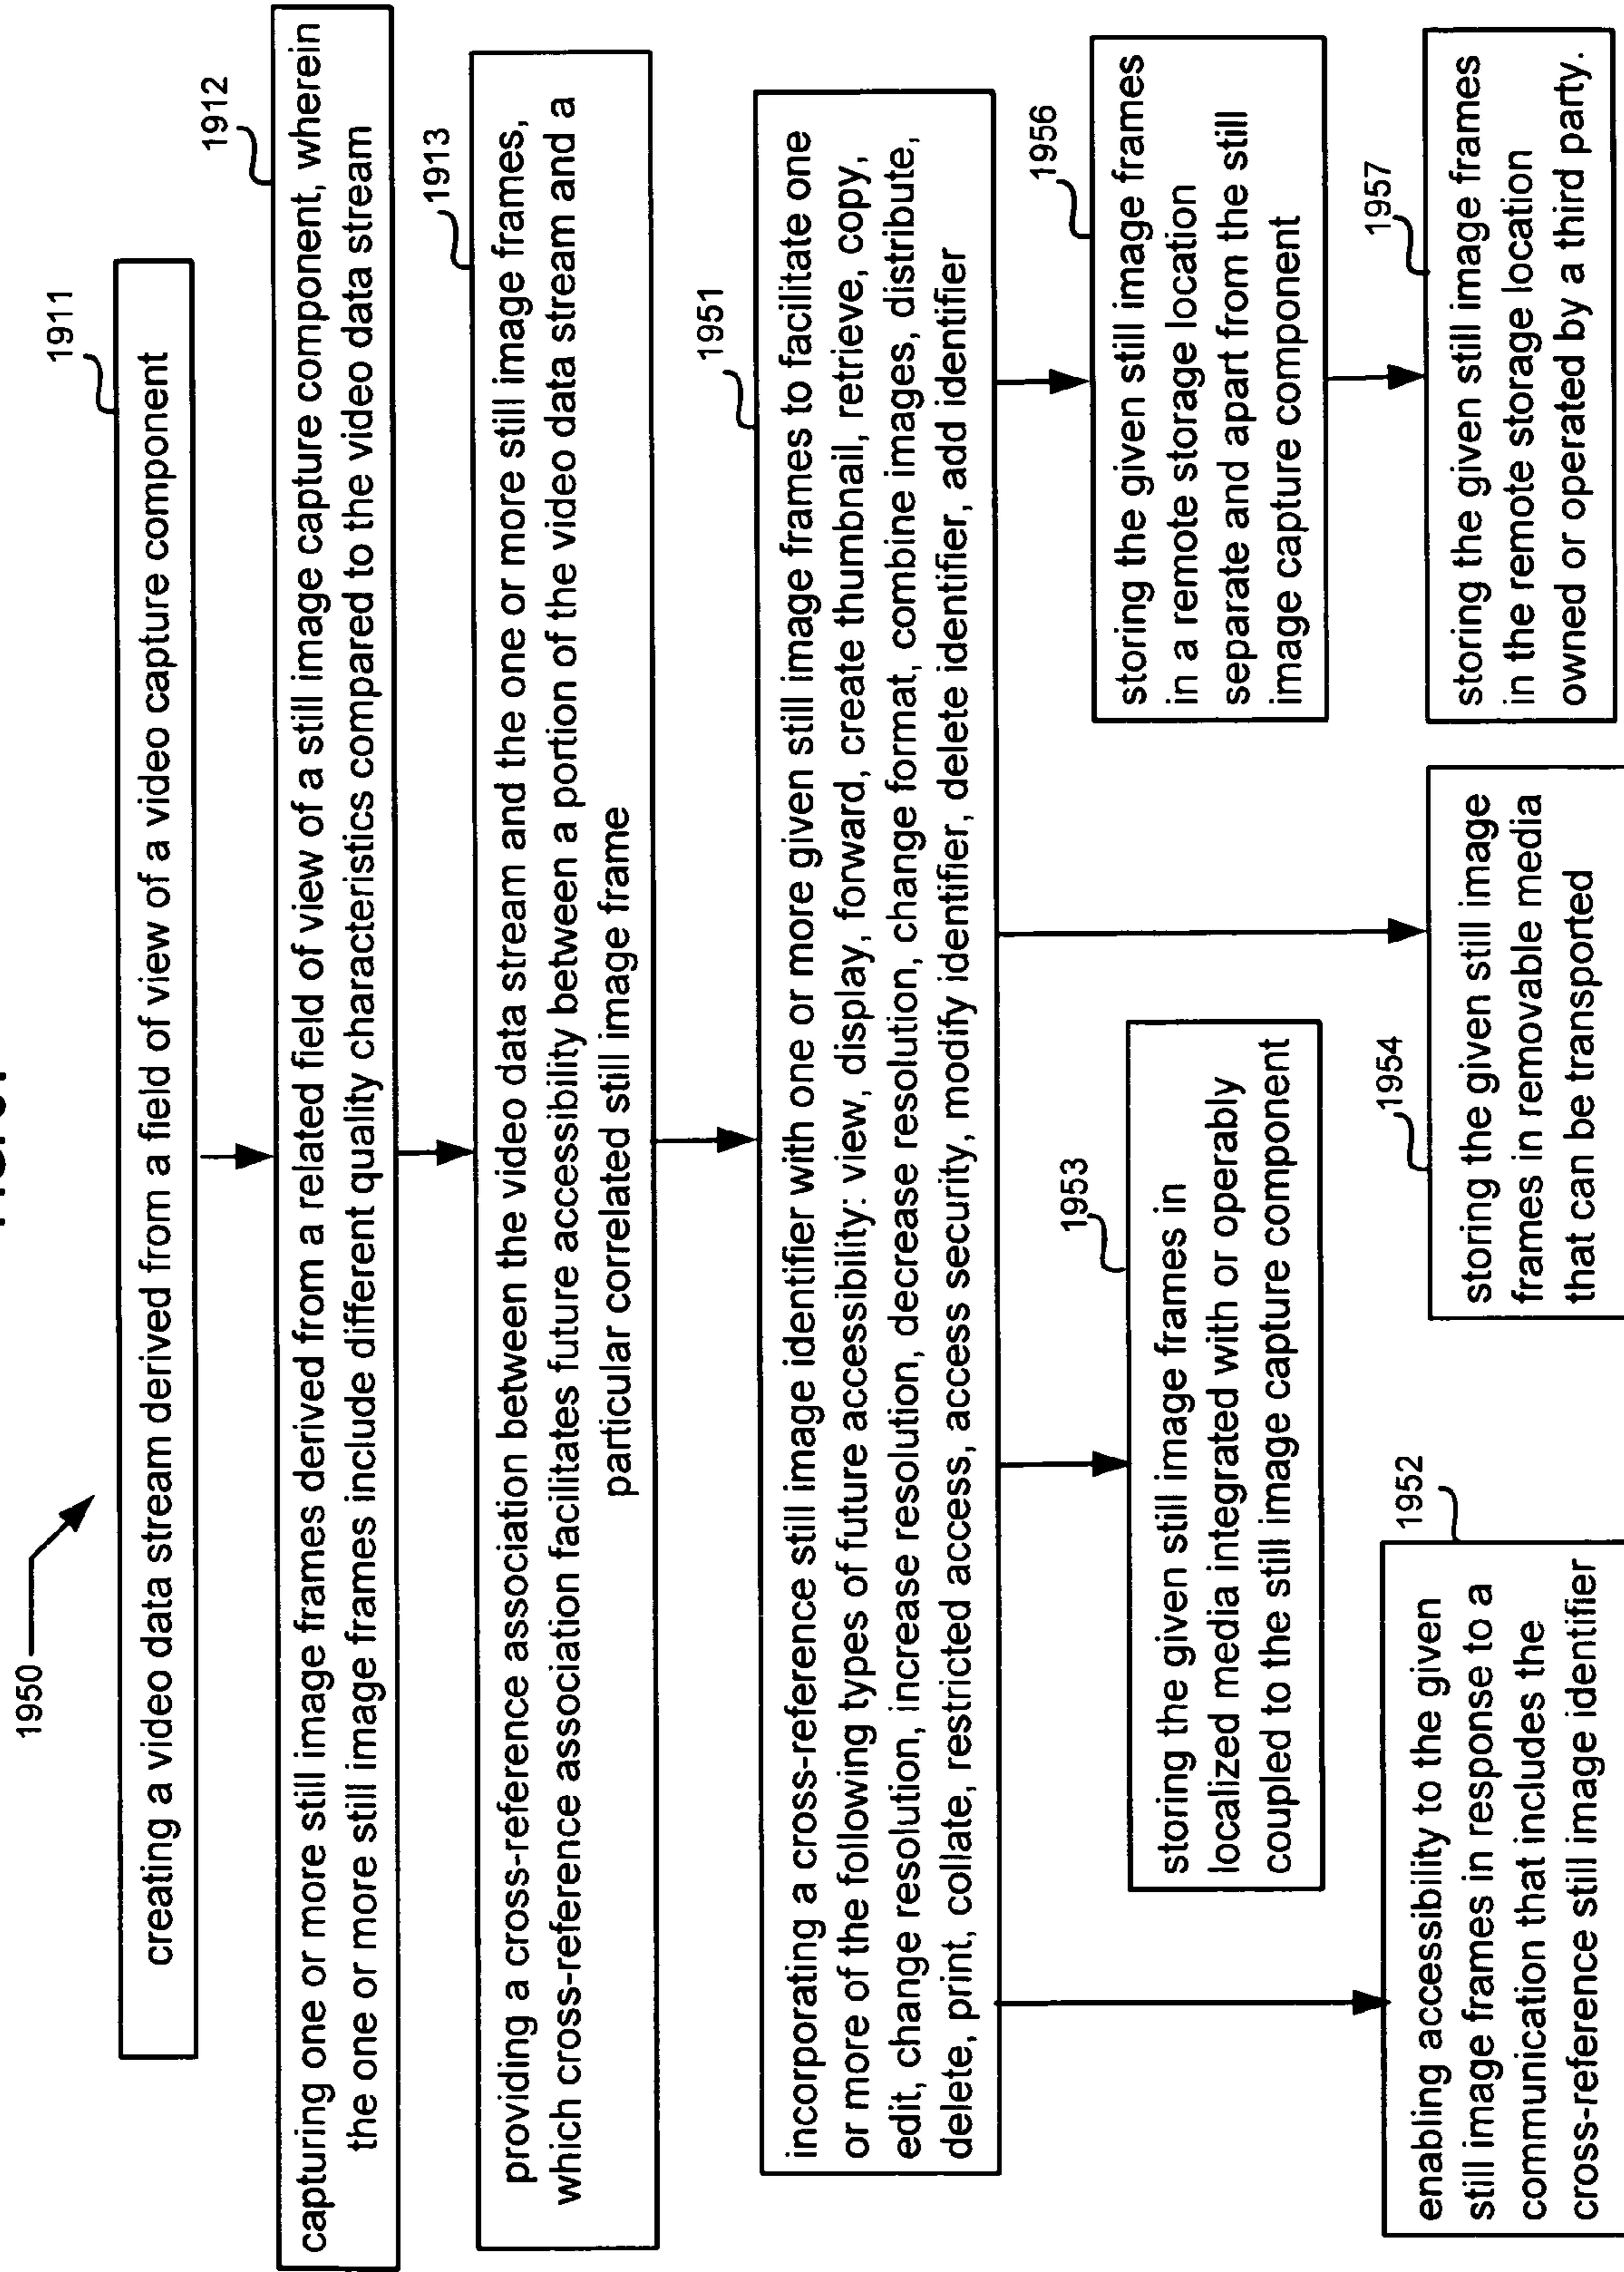 1950
1911
creating a video data stream derived from a field of view of a video capture component
1912
capturing one or more still image frames derived from a related field of view of a still image capture component, wherein
the one or more still image frames include different quality characteristics compared to the video data stream
1913
providing a cross-reference association between the video data stream and the one or more still image frames,
which cross-reference association facilitates future accessibility between a portion of the video data stream and a
particular correlated still image frame
1951
incorporating a cross-reference still image identifier with one or more given still image frames to facilitate one
or more of the following types of future accessibility: view, display, forward, create thumbnail, retrieve, copy,
edit, change resolution, increase resolution, decrease resolution, change format, combine images, distribute,
delete, print, collate, restricted access, access security, modify identifier, delete identifier, add identifier
1952
enabling accessibility to the given
still image frames in response to a
communication that includes the
cross-reference still image identifier
1953
storing the given still image frames in
localized media integrated with or operably
coupled to the still image capture component
1954
storing the given still image
frames in removable media
that can be transported
1956
storing the given still image frames
in a remote storage location
separate and apart from the still
image capture component
1957
storing the given still image frames
in the remote storage location
owned or operated by a third party.